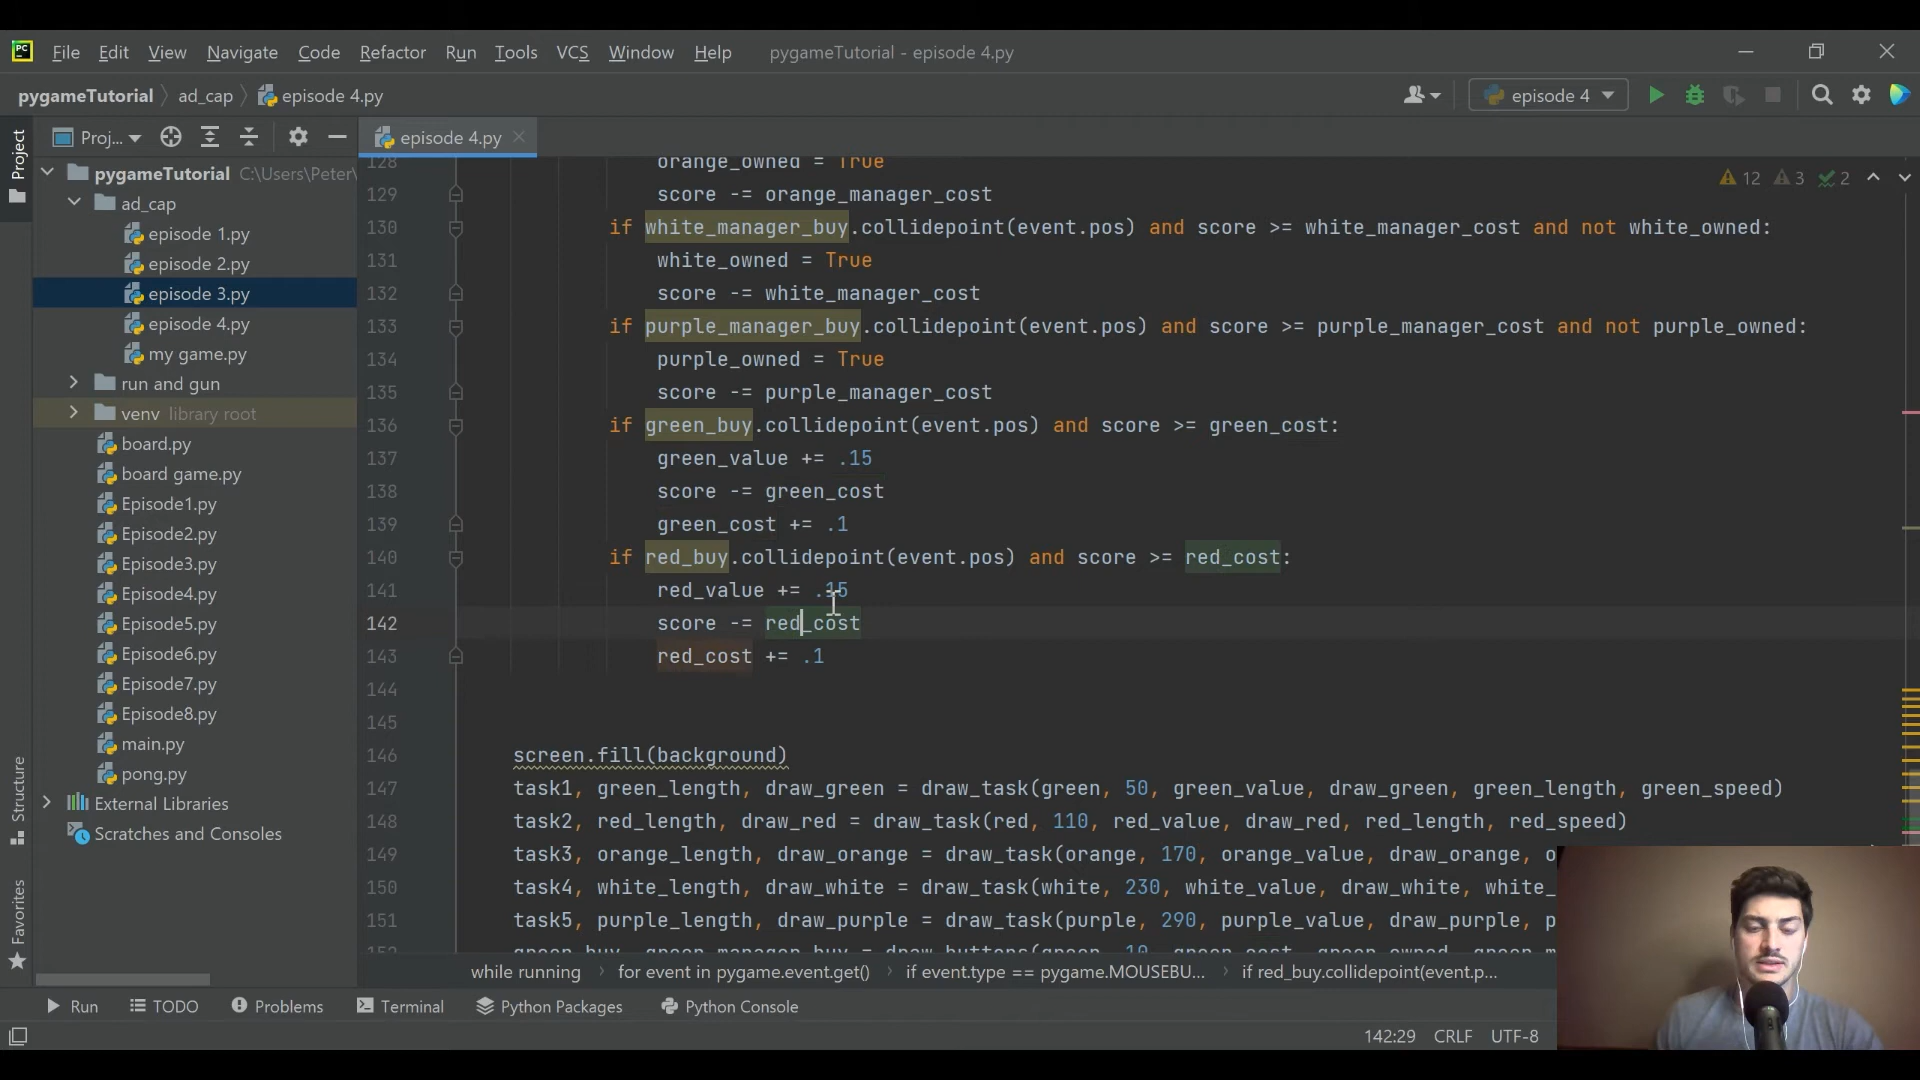 PC File Edit View Navigate Code Refactor Run Tools VCS Window Help pygameTutorial - episode 4.py
pygameTutorial ad_cap episode 4.py episode 4
Proj... episode 4.py
Project
pygameTutorial C:\Users\Peter\
ad_cap
episode 1.py
episode 2.py
episode 3.py
episode 4.py
my game.py
run and gun
venv library root
board.py
board game.py
Episode1.py
Episode2.py
Episode3.py
Episode4.py
Episode5.py
Episode6.py
Episode7.py
Episode8.py
main.py
pong.py
External Libraries
Scratches and Consoles
Structure
Favorites
12 3 2
128 orange_owned = True
129 score -= orange_manager_cost
130 if white_manager_buy.collidepoint(event.pos) and score >= white_manager_cost and not white_owned:
131 white_owned = True
132 score -= white_manager_cost
133 if purple_manager_buy.collidepoint(event.pos) and score >= purple_manager_cost and not purple_owned:
134 purple_owned = True
135 score -= purple_manager_cost
136 if green_buy.collidepoint(event.pos) and score >= green_cost:
137 green_value += .15
138 score -= green_cost
139 green_cost += .1
140 if red_buy.collidepoint(event.pos) and score >= red_cost:
141 red_value += .15
142 score -= red_cost
143 red_cost += .1
144
145
146 screen.fill(background)
147 task1, green_length, draw_green = draw_task(green, 50, green_value, draw_green, green_length, green_speed)
148 task2, red_length, draw_red = draw_task(red, 110, red_value, draw_red, red_length, red_speed)
149 task3, orange_length, draw_orange = draw_task(orange, 170, orange_value, draw_orange, o
150 task4, white_length, draw_white = draw_task(white, 230, white_value, draw_white, white_
151 task5, purple_length, draw_purple = draw_task(purple, 290, purple_value, draw_purple, p
while running for event in pygame.event.get() if event.type == pygame.MOUSEBU... if red_buy.collidepoint(event.p...
Run TODO Problems Terminal Python Packages Python Console
142:29 CRLF UTF-8